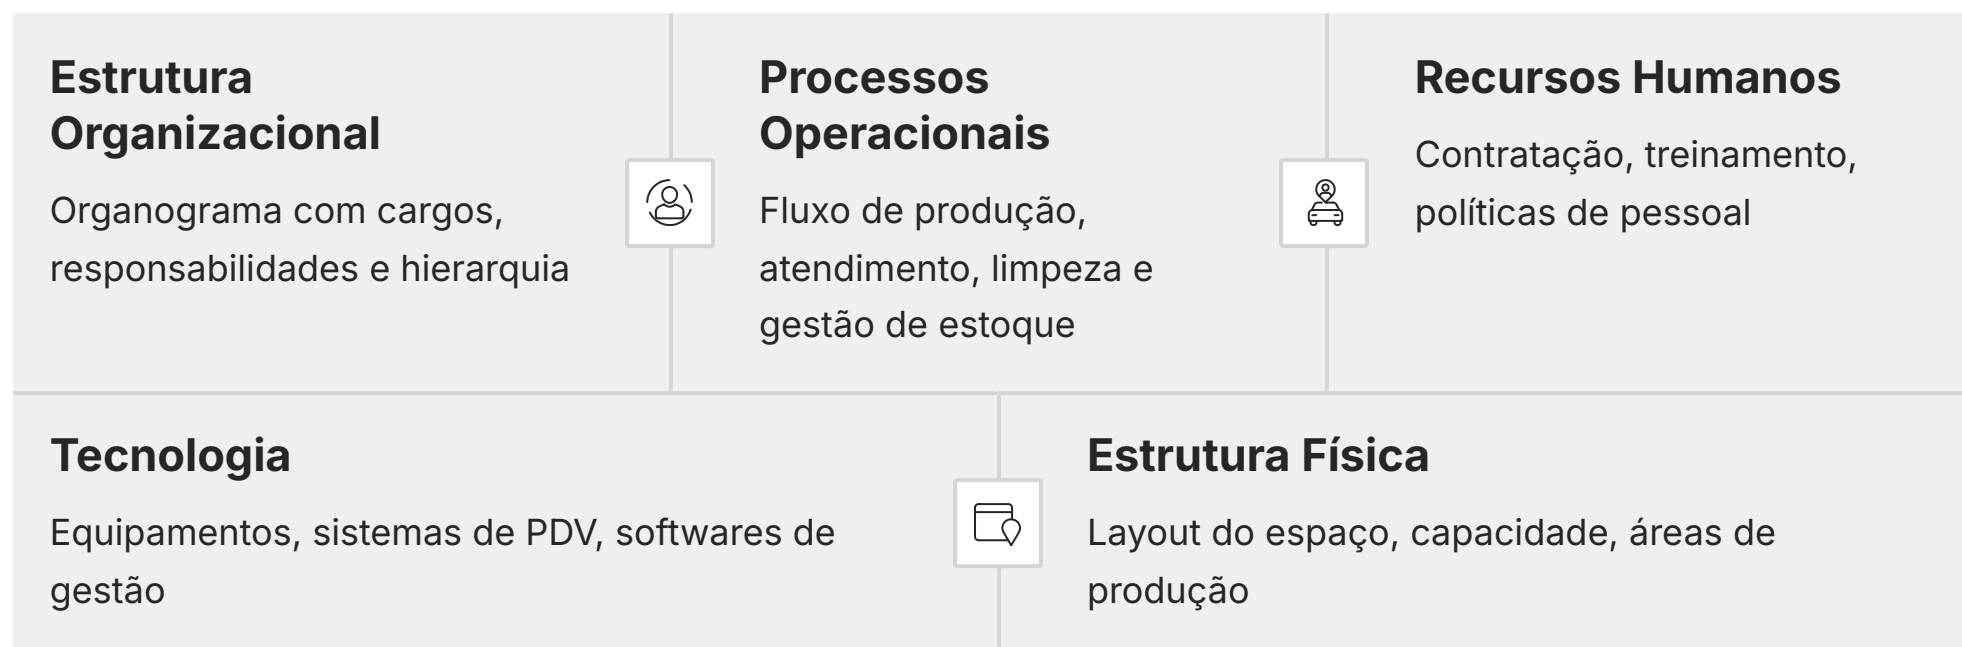 Estrutura
Organizacional
Organograma com cargos,
responsabilidades e hierarquia
Processos
Operacionais
Fluxo de produção,
atendimento, limpeza e
gestão de estoque
Recursos Humanos
Contratação, treinamento,
políticas de pessoal
Tecnologia
Equipamentos, sistemas de PDV, softwares de
gestão
Estrutura Física
Layout do espaço, capacidade, áreas de
produção